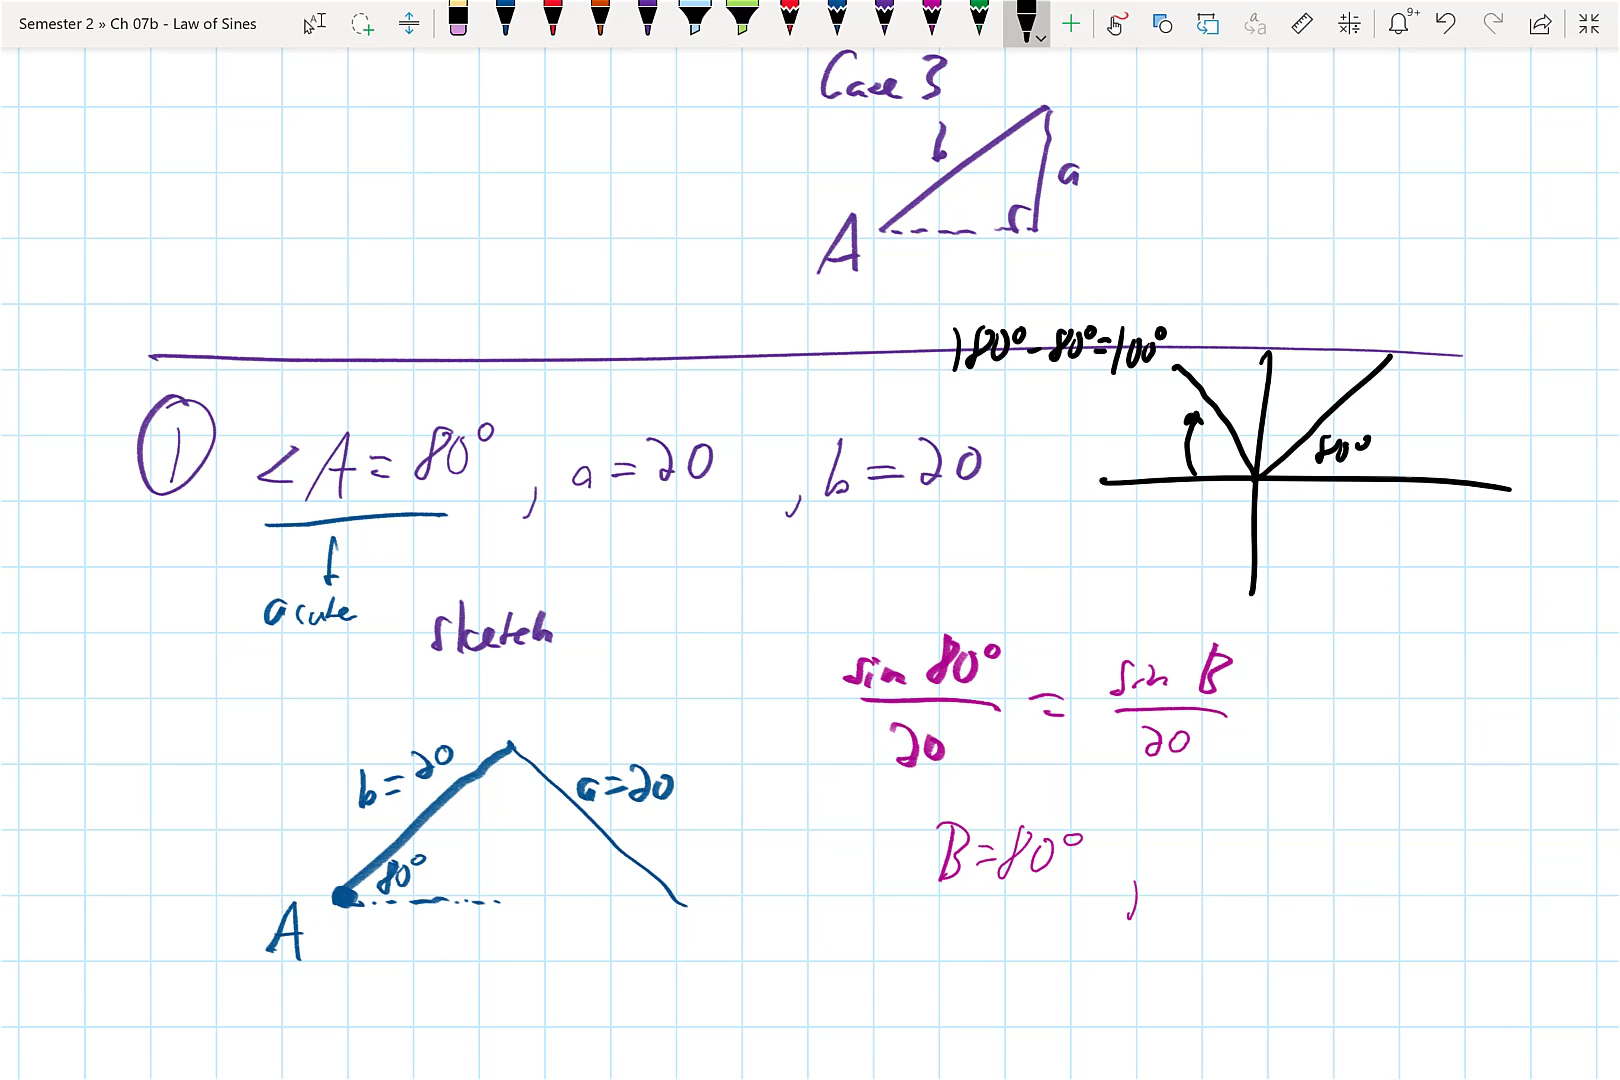 Semester 2 » Ch 07b - Law of Sines
9+
Case 3
b
a
A
180° - 80° = 100°
80°
① <A = 80° , a = 20 , b = 20
acute
sketch
sin 80° / 20 = sin B / 20
b = 20
a = 20
80°
A
B = 80° ,